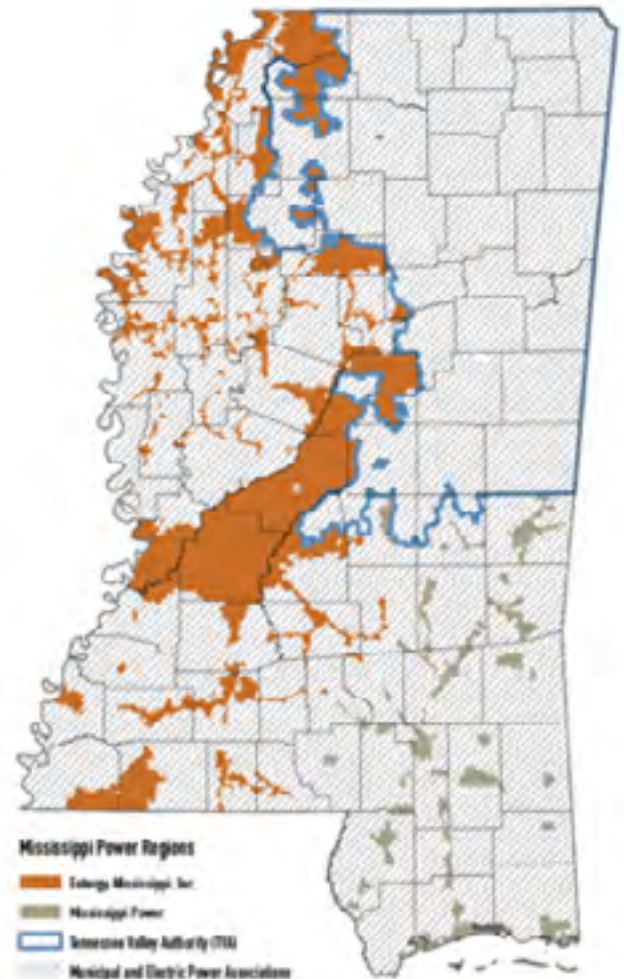 Mississippi Power Regions
Entergy Mississippi, Inc.
Mississippi Power
Tennessee Valley Authority (TVA)
Municipal and Electric Power Associations